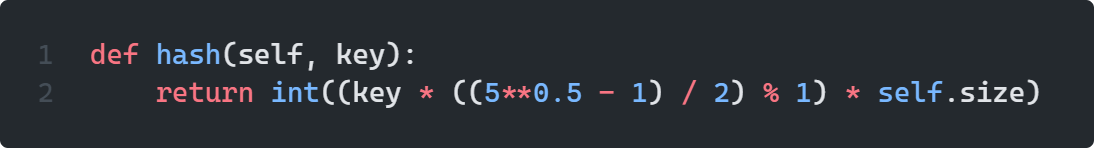 1 def hash(self, key):
2     return int((key * ((5**0.5 - 1) / 2) % 1) * self.size)